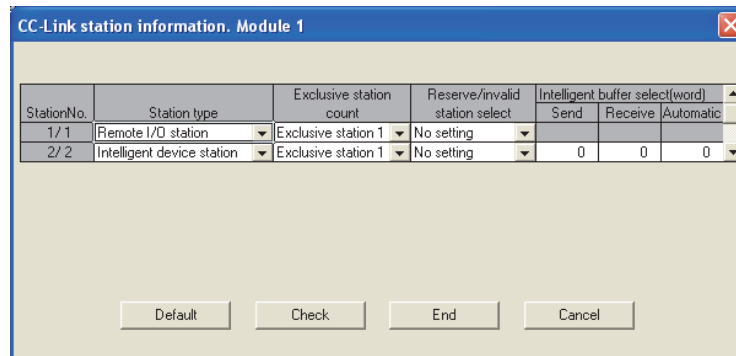 CC-Link station information. Module 1
Exclusive station Reserve/invalid Intelligent buffer select(word)
StationNo. Station type count station select Send Receive Automatic
1/ 1 Remote I/O station Exclusive station 1 No setting
2/ 2 Intelligent device station Exclusive station 1 No setting 0 0 0
Default Check End Cancel